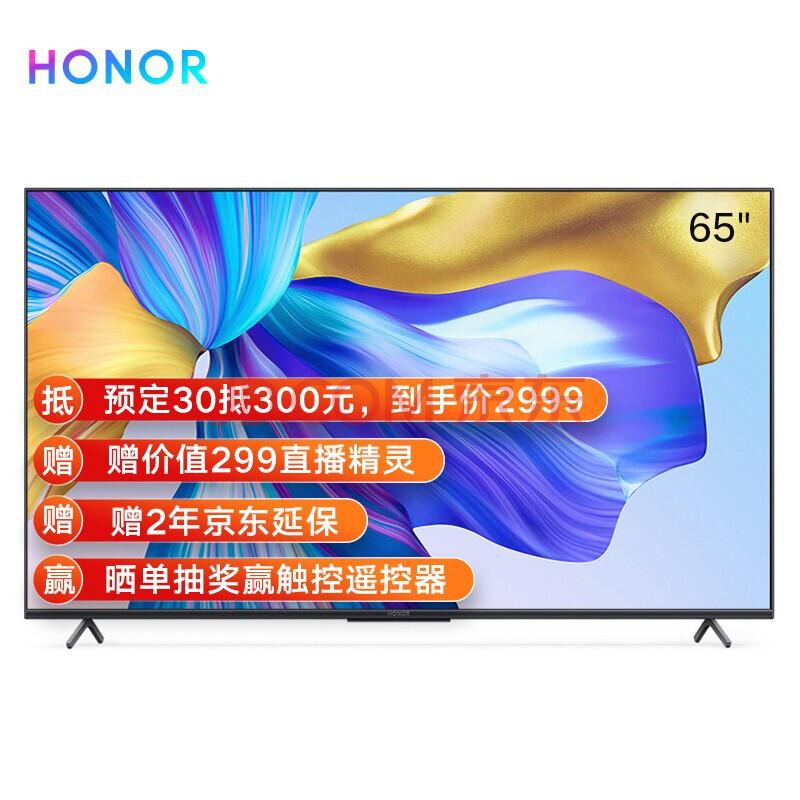 HONOR
65"
抵 预定30抵300元，到手价2999
赠 赠价值299直播精灵
赠 赠2年京东延保
赢 晒单抽奖赢触控遥控器
HONOR